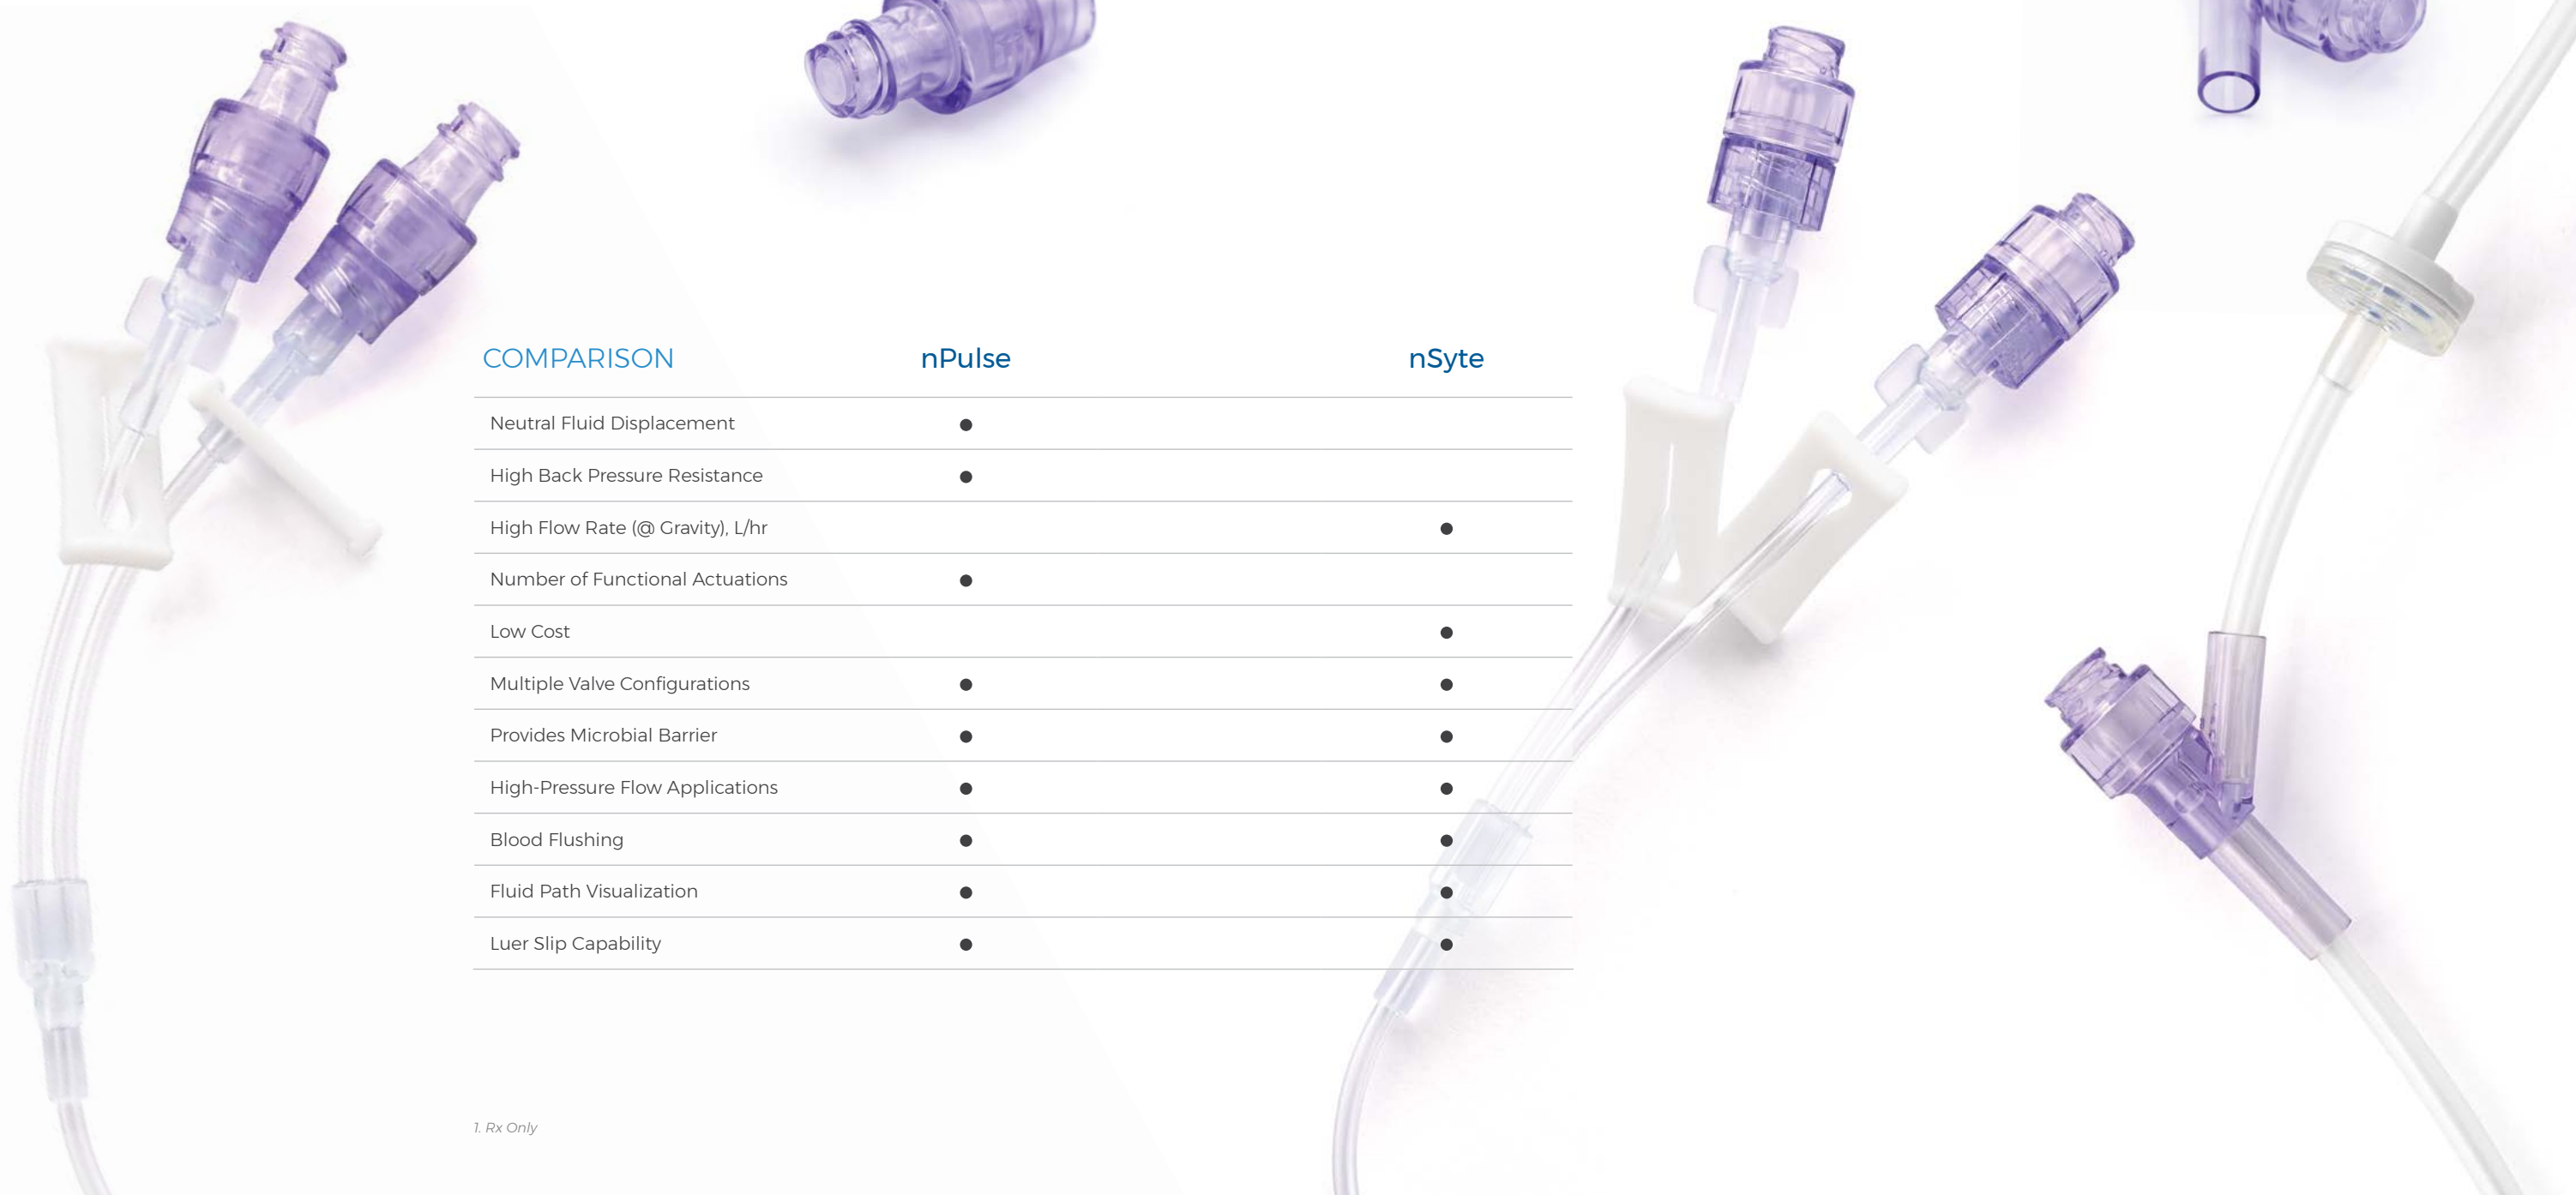 COMPARISON nPulse nSyte
Neutral Fluid Displacement ●
High Back Pressure Resistance ●
High Flow Rate (@ Gravity), L/hr ●
Number of Functional Actuations ●
Low Cost ●
Multiple Valve Configurations ● ●
Provides Microbial Barrier ● ●
High-Pressure Flow Applications ● ●
Blood Flushing ● ●
Fluid Path Visualization ● ●
Luer Slip Capability ● ●
1. Rx Only